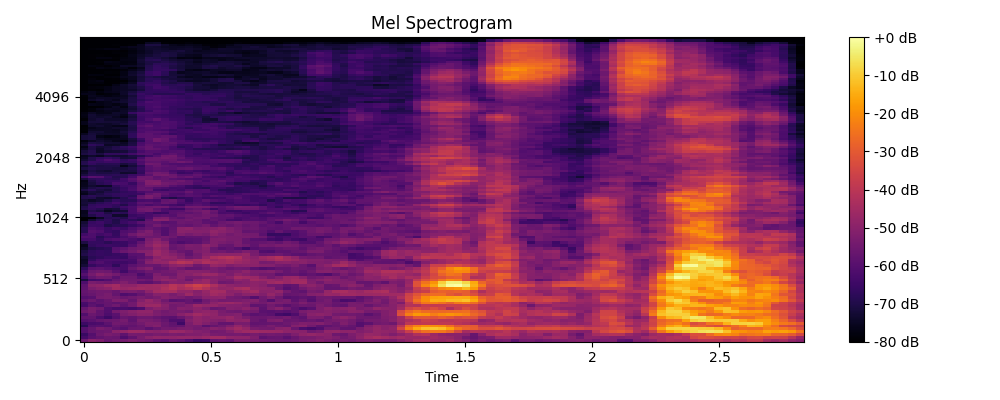 Mel Spectrogram
Hz
4096
2048
1024
512
0
0
0.5
1
1.5
2
2.5
Time
+0 dB
-10 dB
-20 dB
-30 dB
-40 dB
-50 dB
-60 dB
-70 dB
-80 dB